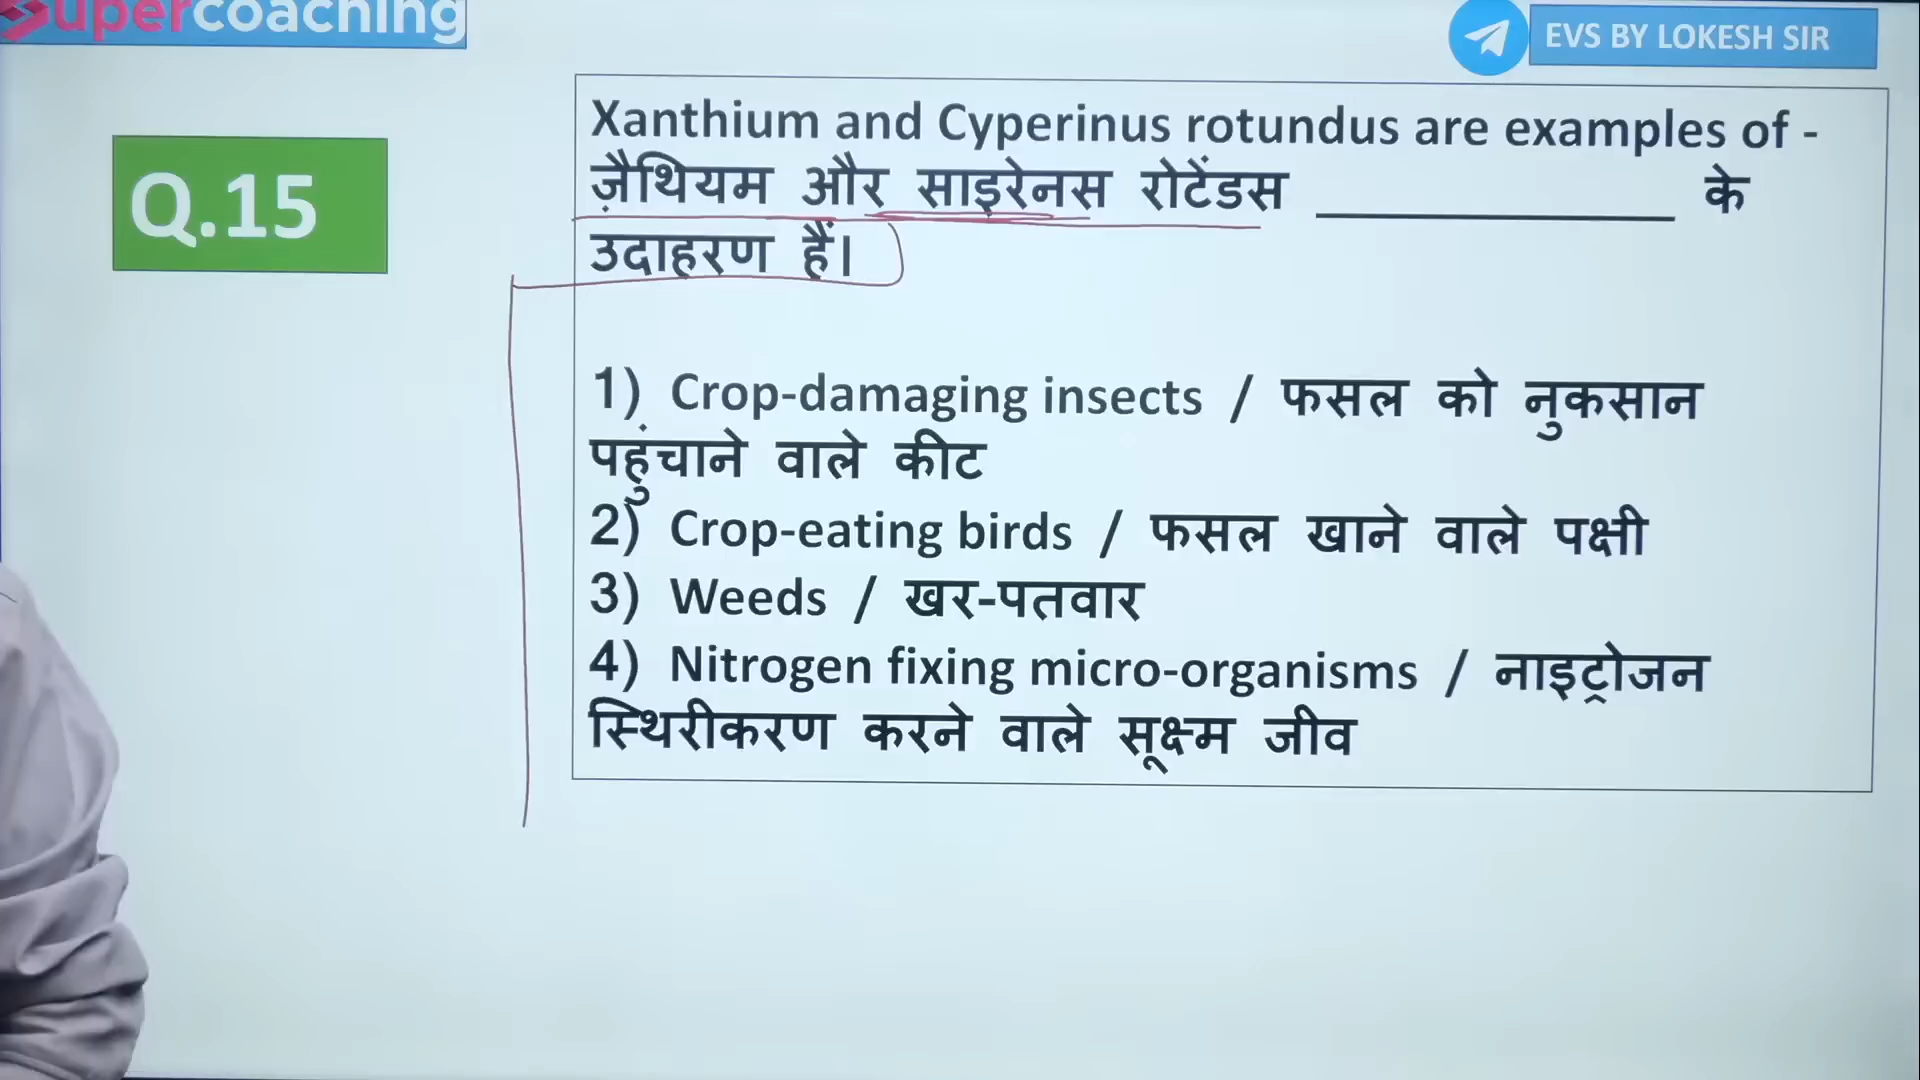 Supercoaching
EVS BY LOKESH SIR
Q.15
Xanthium and Cyperinus rotundus are examples of -
ज़ैथियम और साइरेनस रोटेंडस ______________ के
उदाहरण हैं।
1) Crop-damaging insects / फसल को नुकसान
पहुंचाने वाले कीट
2) Crop-eating birds / फसल खाने वाले पक्षी
3) Weeds / खर-पतवार
4) Nitrogen fixing micro-organisms / नाइट्रोजन
स्थिरीकरण करने वाले सूक्ष्म जीव